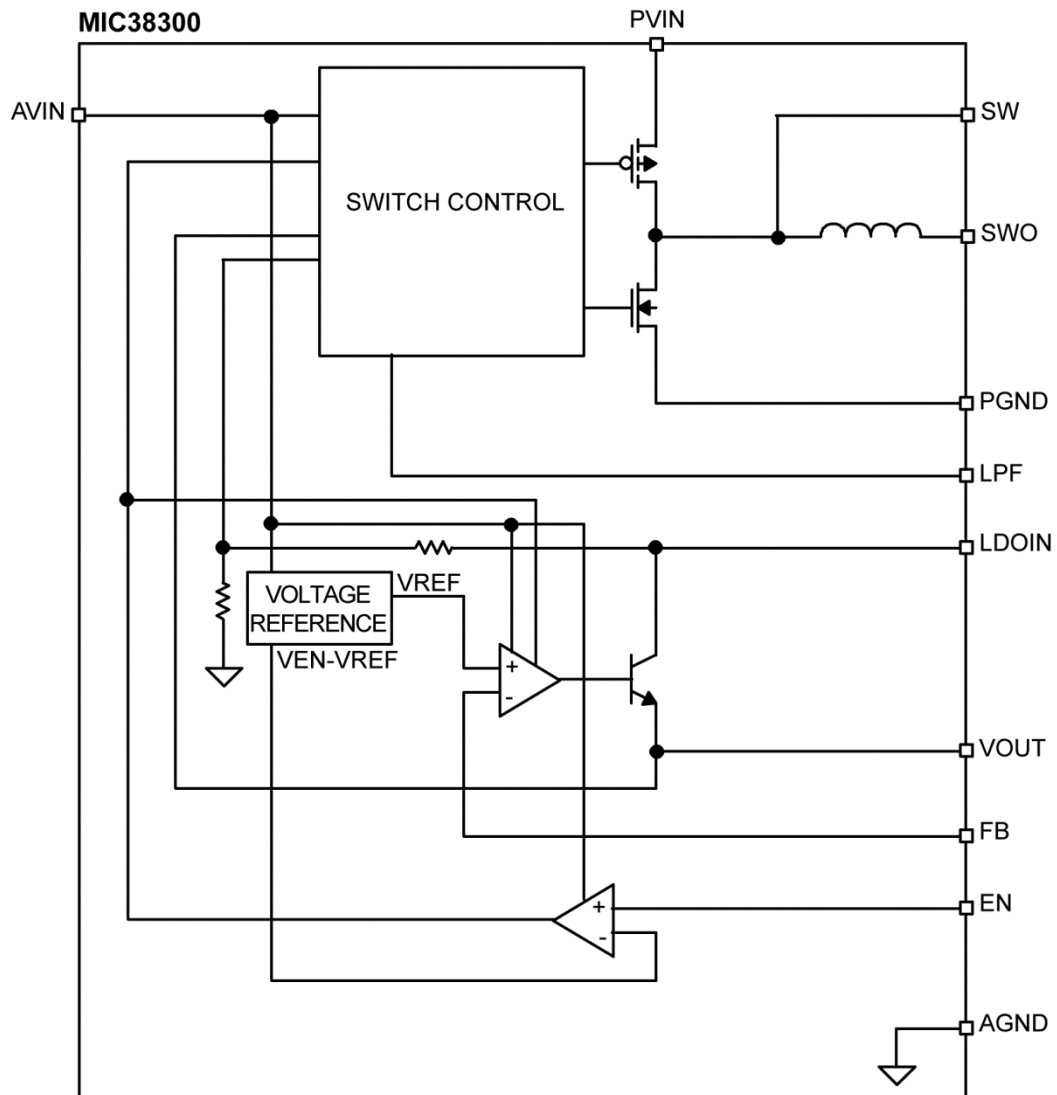 MIC38300
PVIN
AVIN
SW
SWITCH CONTROL
SWO
PGND
LPF
LDOIN
VOLTAGE
REFERENCE
VREF
VEN-VREF
+
-
VOUT
FB
EN
+
-
AGND